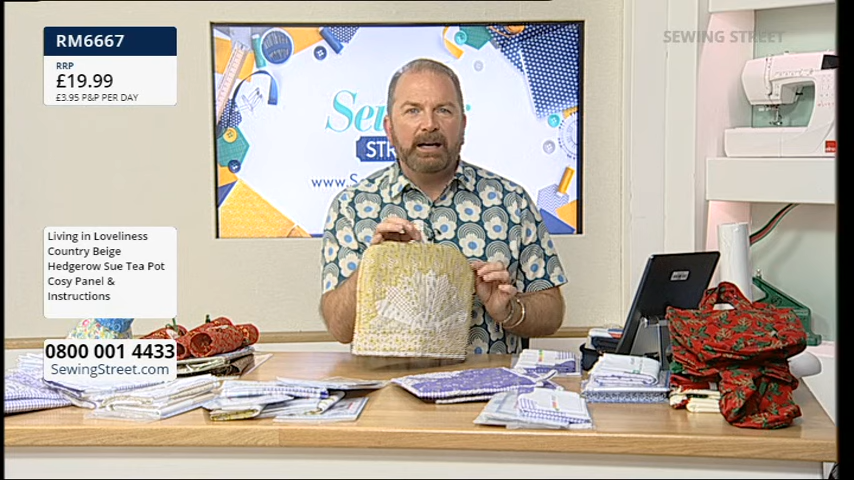 RM6667
RRP
£19.99
£3.95 P&P PER DAY
SEWING STREET
Living in Loveliness
Country Beige
Hedgerow Sue Tea Pot
Cosy Panel &
Instructions
0800 001 4433
SewingStreet.com